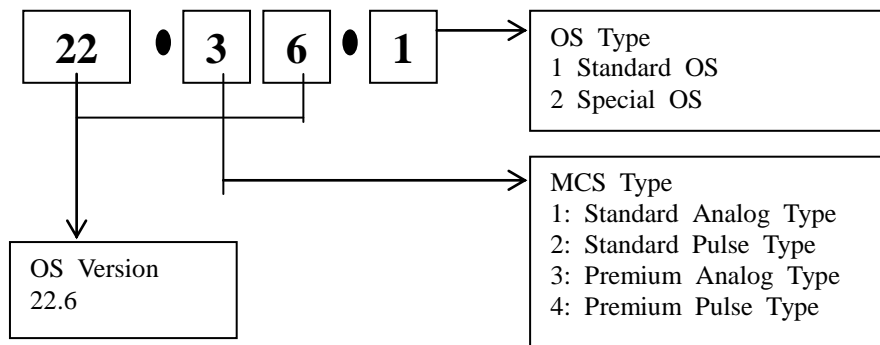 22 • 3 6 • 1
OS Type
1 Standard OS
2 Special OS
MCS Type
1: Standard Analog Type
2: Standard Pulse Type
3: Premium Analog Type
4: Premium Pulse Type
OS Version
22.6